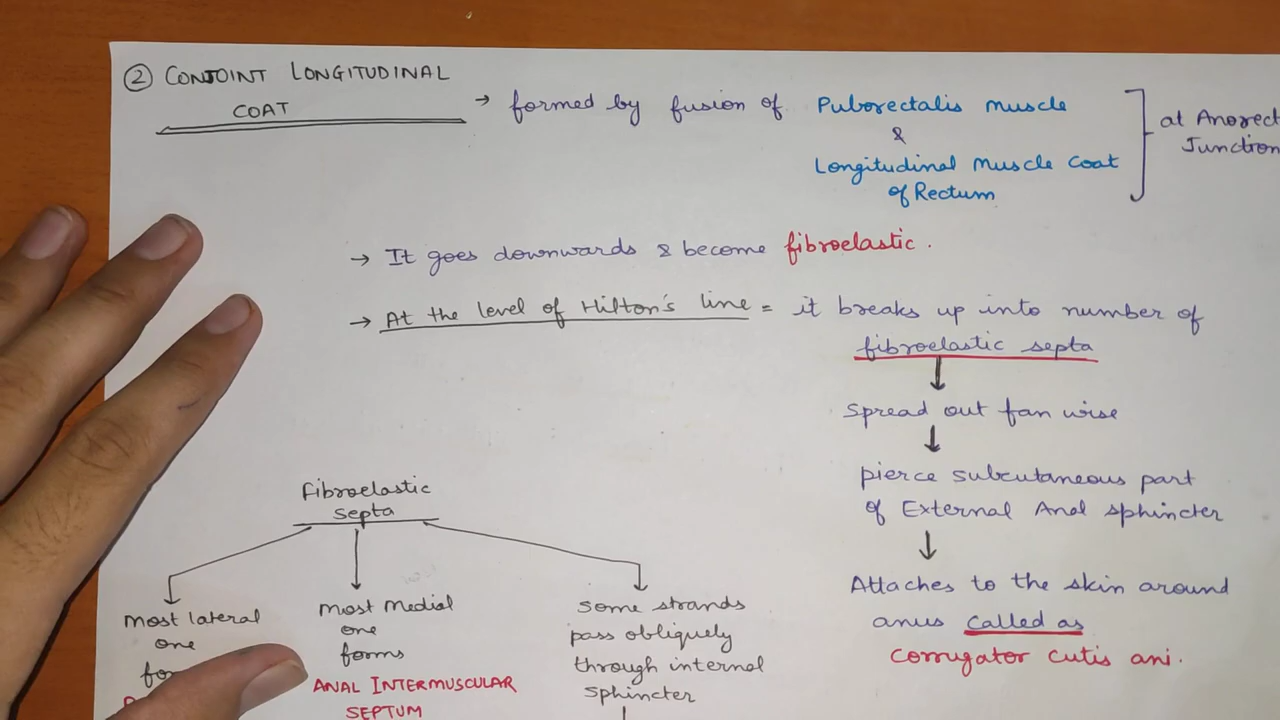 ② CONJOINT LONGITUDINAL
COAT
→ formed by fusion of Puborectalis muscle
&
Longitudinal Muscle Coat
of Rectum
at Anorect
Junction
→ It goes downwards & become fibroelastic.
→ At the level of Hilton's line = it breaks up into number of
fibroelastic septa
↓
Spread out fan wise
↓
pierce subcutaneous part
of External Anal sphincter
↓
Attaches to the skin around
anus called as
corrugator cutis ani.
Fibroelastic
septa
most lateral
one
most medial
one
forms
ANAL INTERMUSCULAR
SEPTUM
some strands
pass obliquely
through internal
sphincter